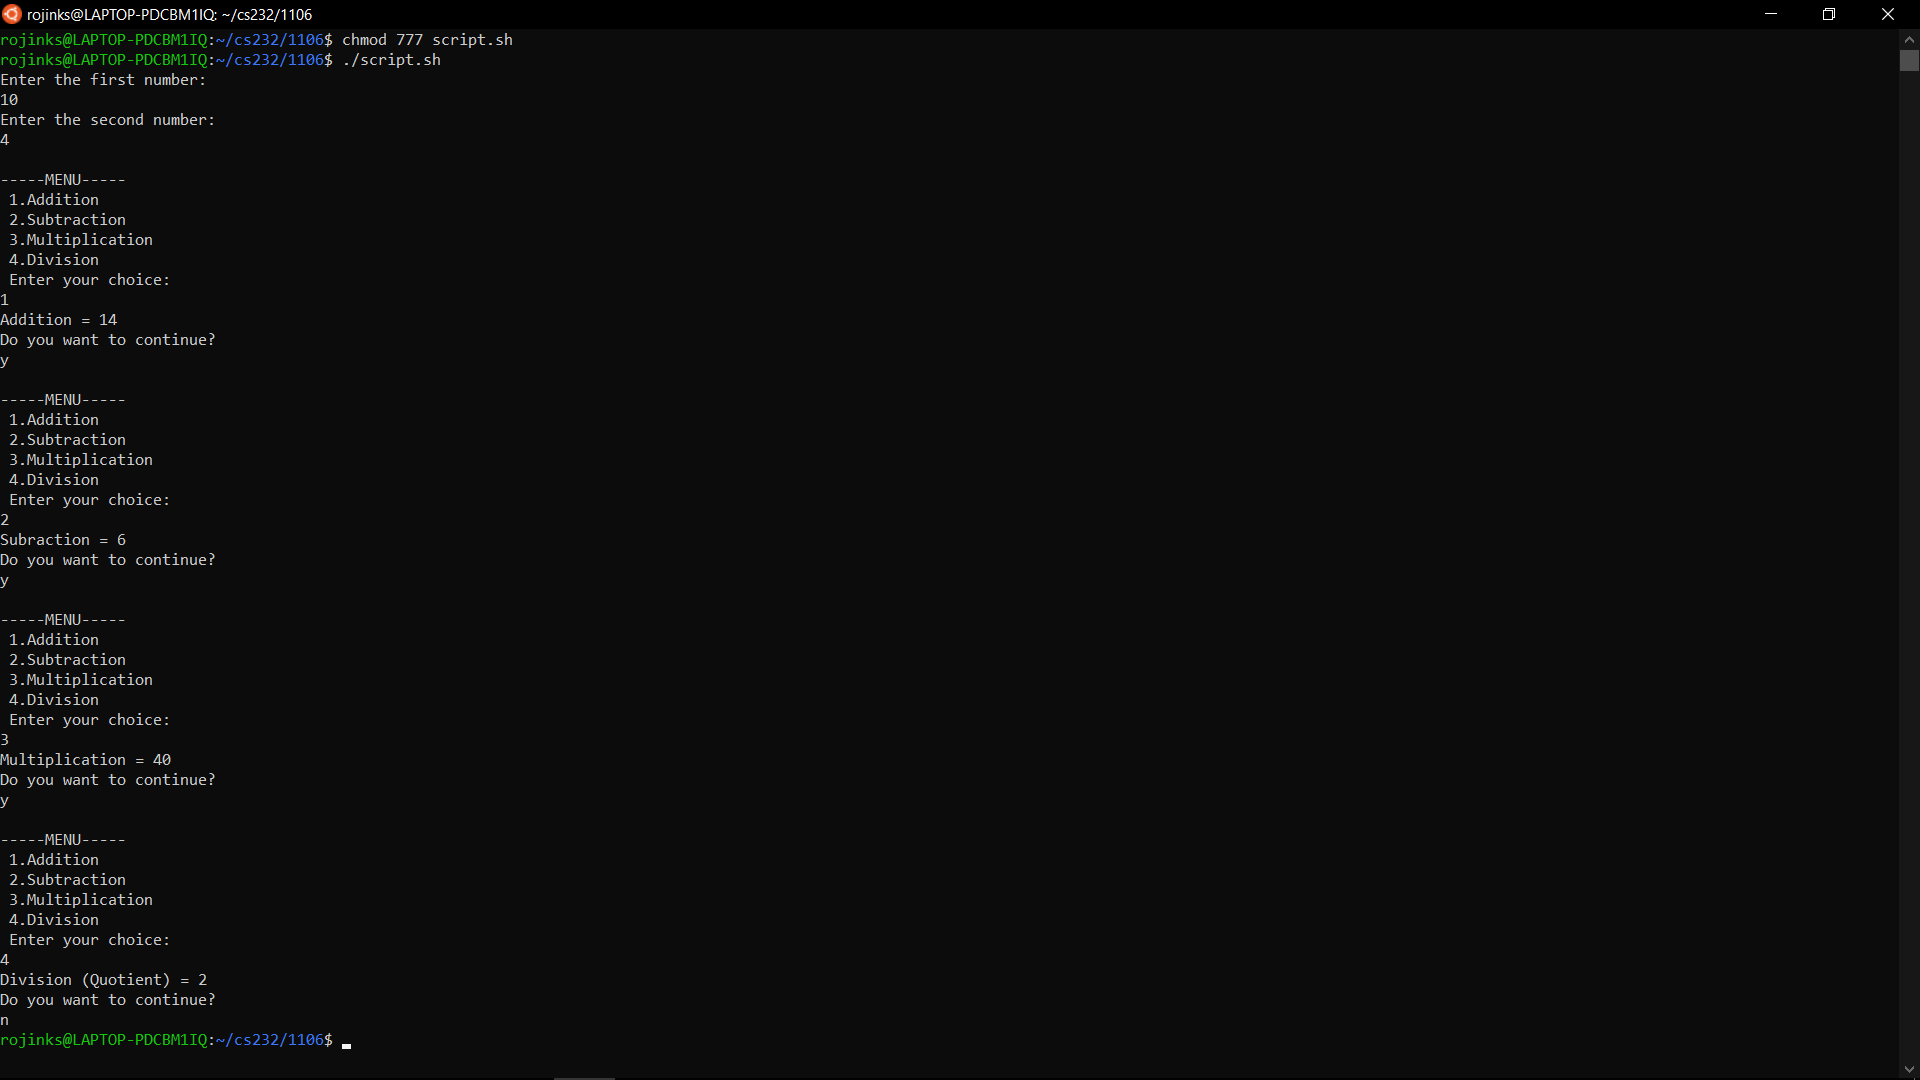 rojinks@LAPTOP-PDCBM1IQ: ~/cs232/1106
rojinks@LAPTOP-PDCBM1IQ:~/cs232/1106$ chmod 777 script.sh
rojinks@LAPTOP-PDCBM1IQ:~/cs232/1106$ ./script.sh
Enter the first number:
10
Enter the second number:
4

-----MENU-----
 1.Addition
 2.Subtraction
 3.Multiplication
 4.Division
 Enter your choice:
1
Addition = 14
Do you want to continue?
y

-----MENU-----
 1.Addition
 2.Subtraction
 3.Multiplication
 4.Division
 Enter your choice:
2
Subraction = 6
Do you want to continue?
y

-----MENU-----
 1.Addition
 2.Subtraction
 3.Multiplication
 4.Division
 Enter your choice:
3
Multiplication = 40
Do you want to continue?
y

-----MENU-----
 1.Addition
 2.Subtraction
 3.Multiplication
 4.Division
 Enter your choice:
4
Division (Quotient) = 2
Do you want to continue?
n
rojinks@LAPTOP-PDCBM1IQ:~/cs232/1106$